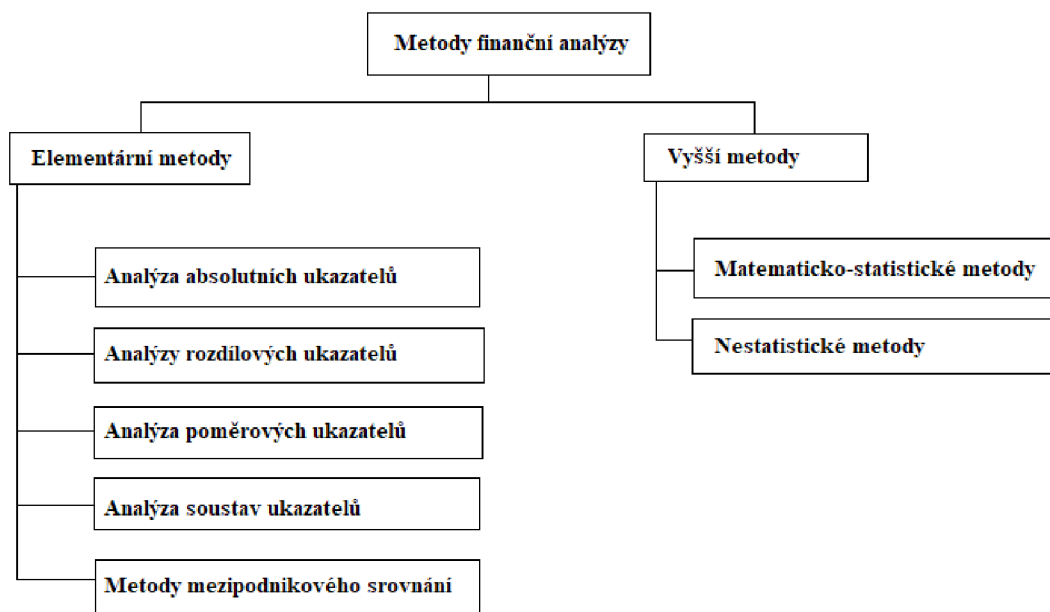 Metody finanční analýzy
Elementární metody
Vyšší metody
Analýza absolutních ukazatelů
Analýzy rozdílových ukazatelů
Analýza poměrových ukazatelů
Analýza soustav ukazatelů
Metody mezipodnikového srovnání
Matematicko-statistické metody
Nestatistické metody